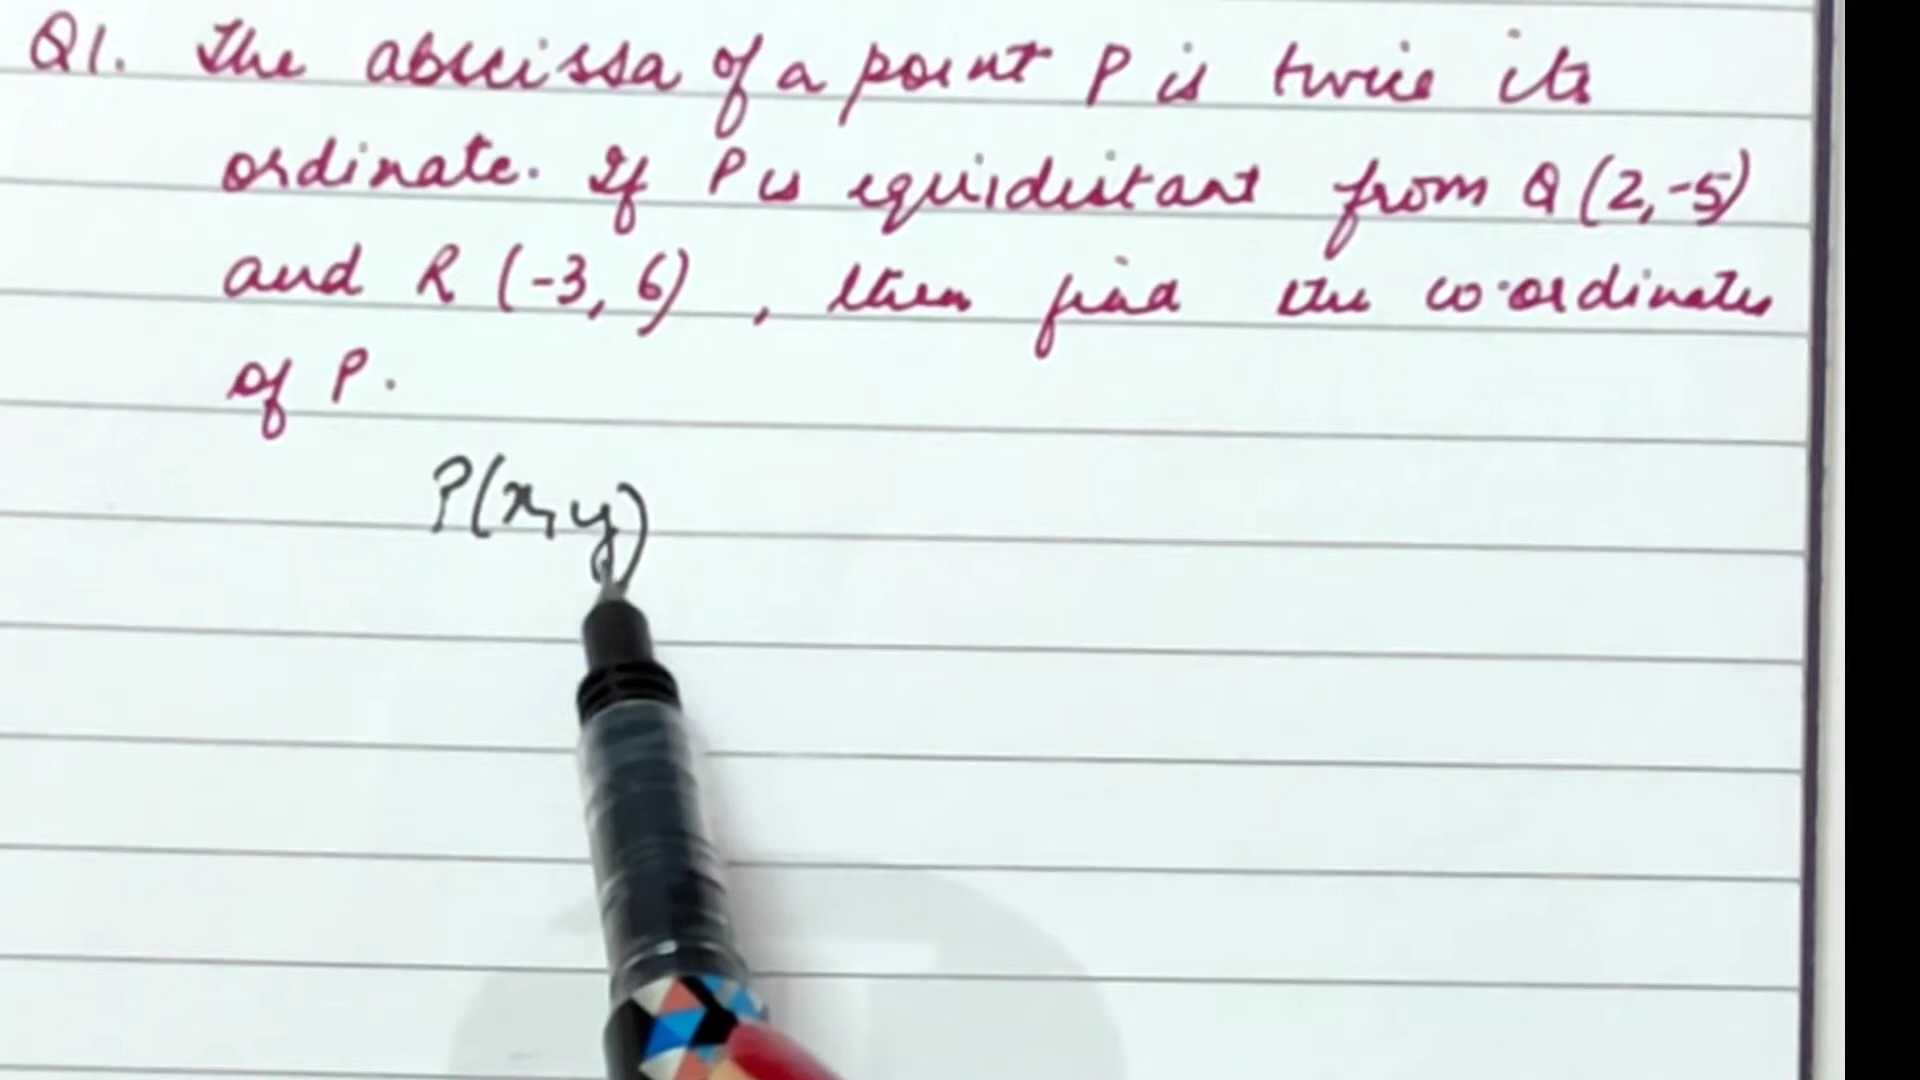 Q1. The abscissa of a point P is twice its
ordinate. If P is equidistant from Q (2,-5)
and R (-3, 6) , then find the co-ordinates
of P.
P(x,y)